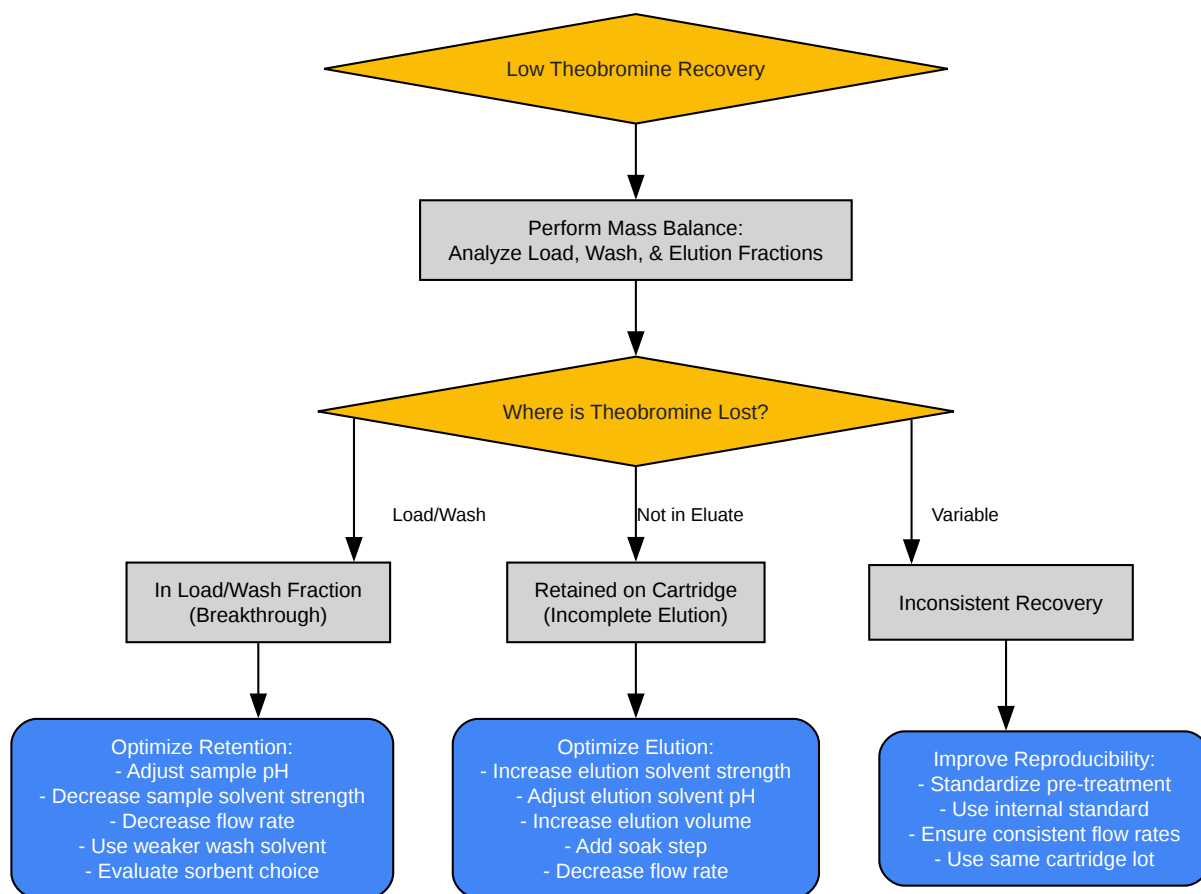 Low Theobromine Recovery
Perform Mass Balance:
Analyze Load, Wash, & Elution Fractions
Where is Theobromine Lost?
Load/Wash
Not in Eluate
Variable
In Load/Wash Fraction
(Breakthrough)
Retained on Cartridge
(Incomplete Elution)
Inconsistent Recovery
Optimize Retention:
- Adjust sample pH
- Decrease sample solvent strength
- Decrease flow rate
- Use weaker wash solvent
- Evaluate sorbent choice
Optimize Elution:
- Increase elution solvent strength
- Adjust elution solvent pH
- Increase elution volume
- Add soak step
- Decrease flow rate
Improve Reproducibility:
- Standardize pre-treatment
- Use internal standard
- Ensure consistent flow rates
- Use same cartridge lot